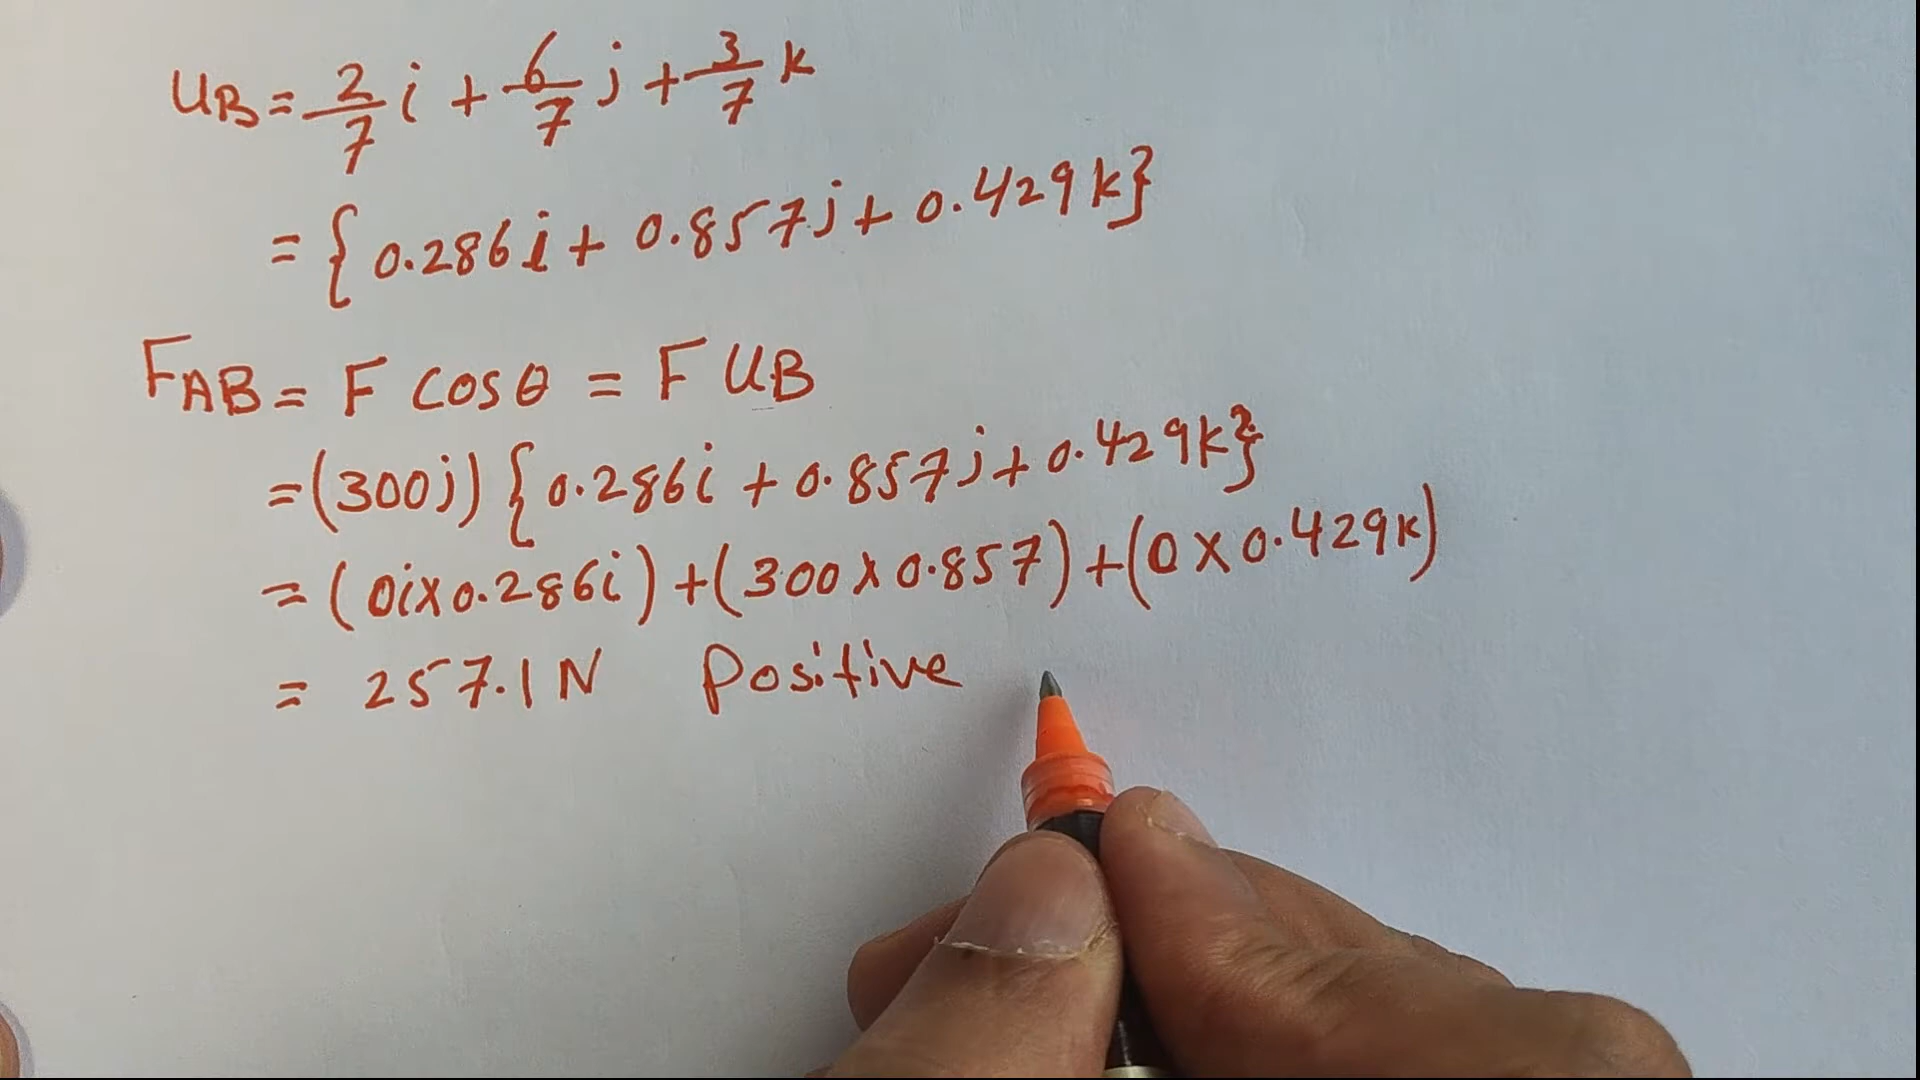 UB = 2/7 i + 6/7 j + 3/7 k
= {0.286i + 0.857j + 0.429k}
FAB = F cosθ = F UB
= (300j) {0.286i + 0.857j + 0.429k}
= (0i x 0.286i) + (300 x 0.857) + (0 x 0.429k)
= 257.1N Positive